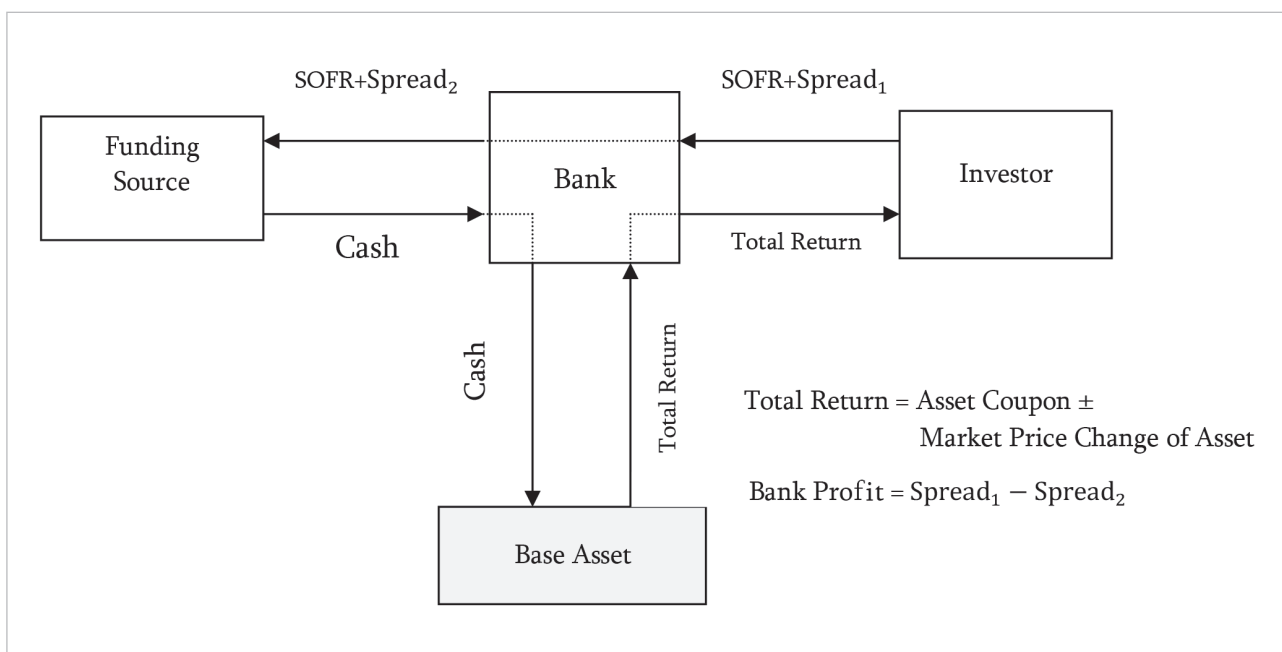 SOFR+Spread₂
SOFR+Spread₁
Funding
Source
Bank
Investor
Cash
Total Return
Cash
Total Return
Total Return = Asset Coupon ±
Market Price Change of Asset
Bank Profit = Spread₁ − Spread₂
Base Asset